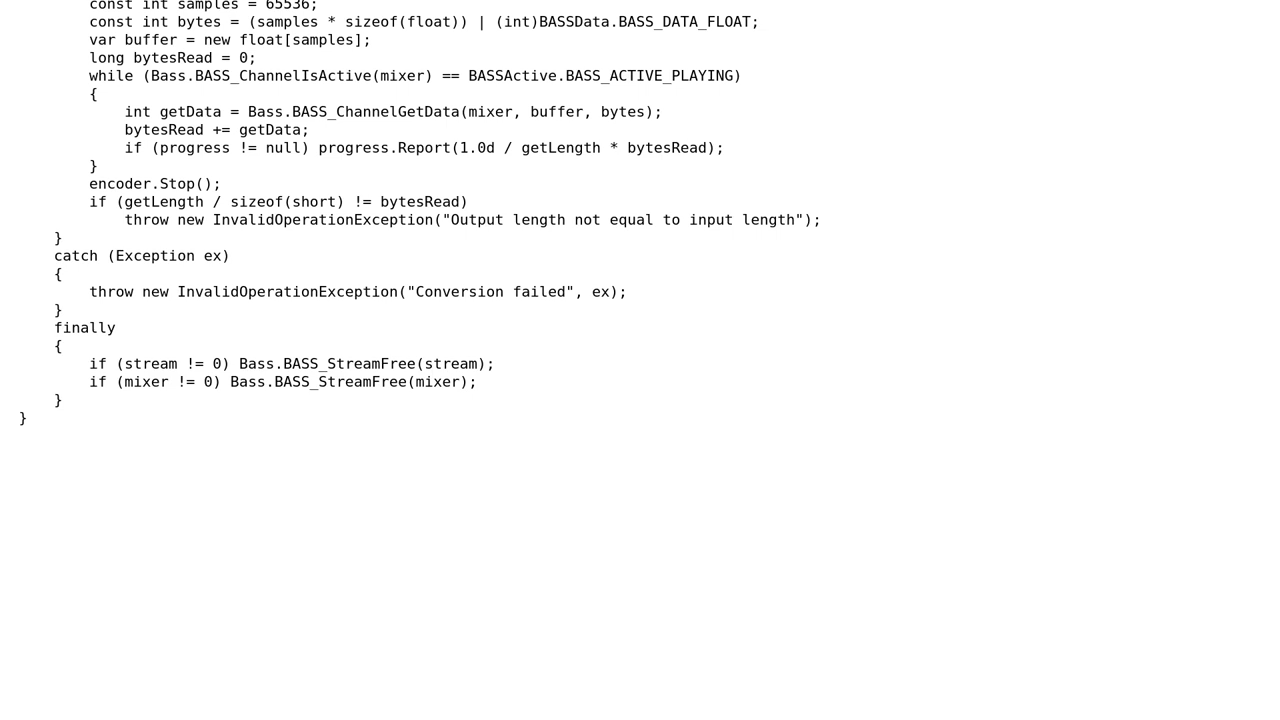 const int samples = 65536;
const int bytes = (samples * sizeof(float)) | (int)BASSData.BASS_DATA_FLOAT;
var buffer = new float[samples];
long bytesRead = 0;
while (Bass.BASS_ChannelIsActive(mixer) == BASSActive.BASS_ACTIVE_PLAYING)
{
int getData = Bass.BASS_ChannelGetData(mixer, buffer, bytes);
bytesRead += getData;
if (progress != null) progress.Report(1.0d / getLength * bytesRead);
}
encoder.Stop();
if (getLength / sizeof(short) != bytesRead)
throw new InvalidOperationException("Output length not equal to input length");
}
catch (Exception ex)
{
throw new InvalidOperationException("Conversion failed", ex);
}
finally
{
if (stream != 0) Bass.BASS_StreamFree(stream);
if (mixer != 0) Bass.BASS_StreamFree(mixer);
}
}